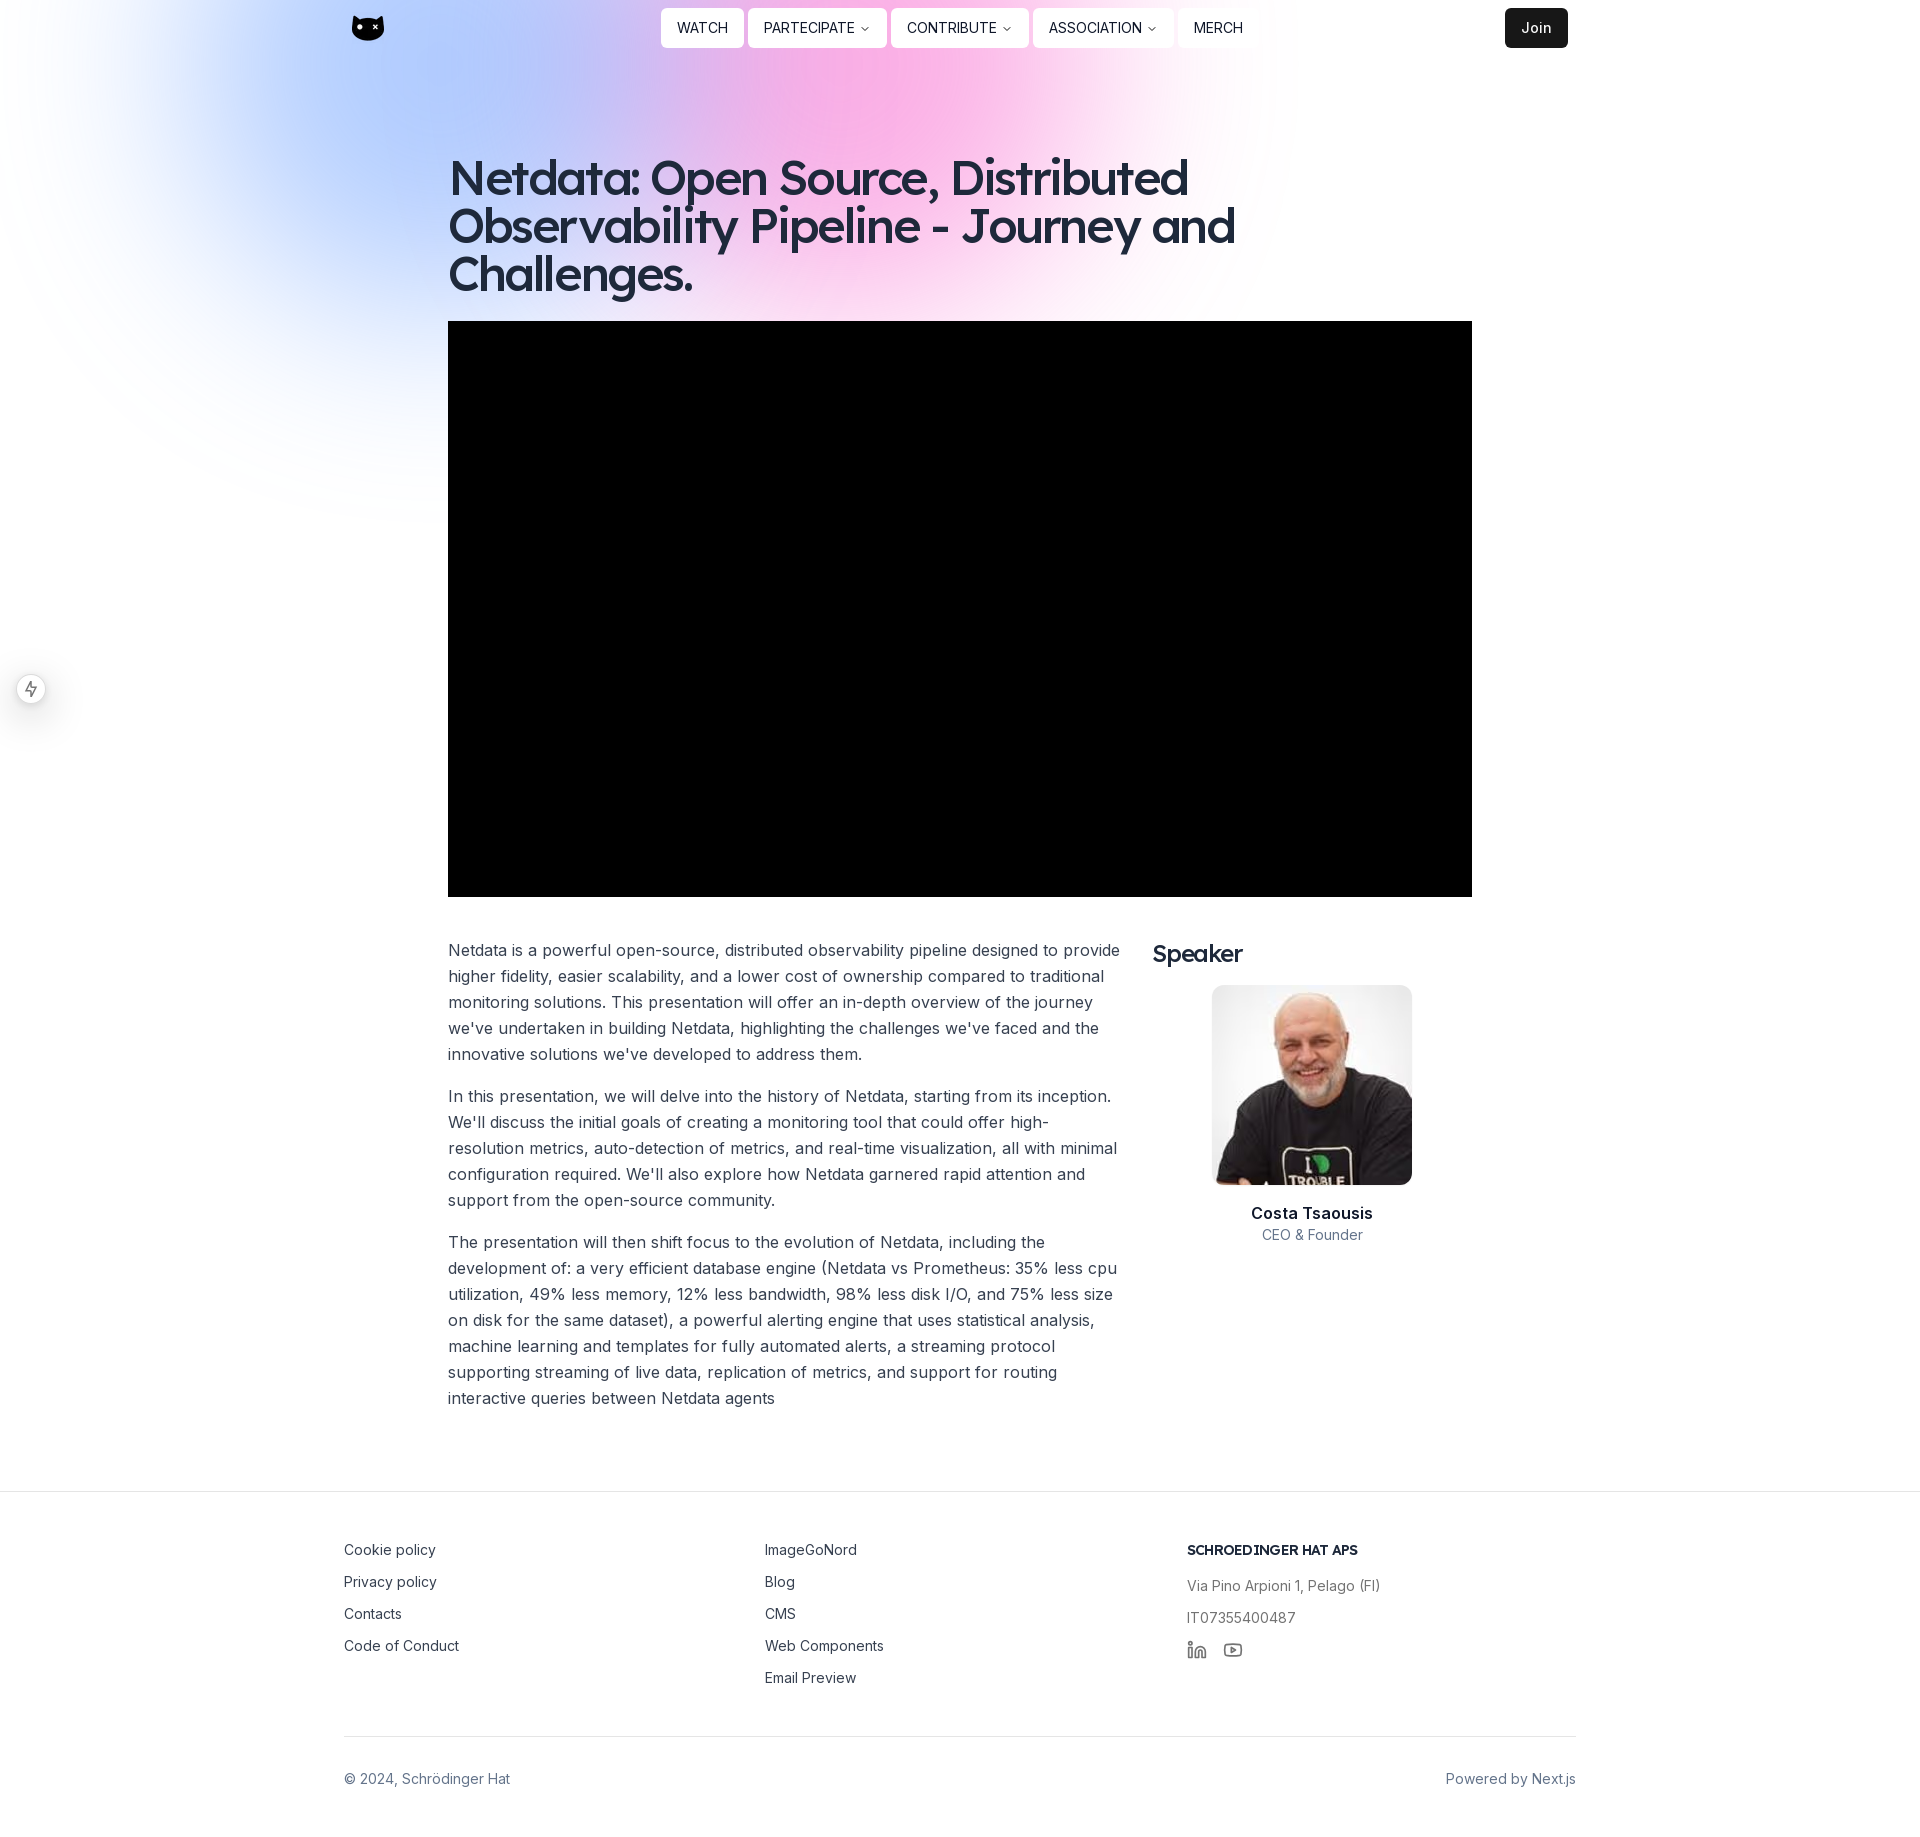 WATCH
PARTECIPATE
CONTRIBUTE
ASSOCIATION
MERCH
Join
Netdata: Open Source, Distributed
Observability Pipeline - Journey and
Challenges.
Netdata is a powerful open-source, distributed observability pipeline designed to provide
higher fidelity, easier scalability, and a lower cost of ownership compared to traditional
monitoring solutions. This presentation will offer an in-depth overview of the journey
we've undertaken in building Netdata, highlighting the challenges we've faced and the
innovative solutions we've developed to address them.
In this presentation, we will delve into the history of Netdata, starting from its inception.
We'll discuss the initial goals of creating a monitoring tool that could offer high-
resolution metrics, auto-detection of metrics, and real-time visualization, all with minimal
configuration required. We'll also explore how Netdata garnered rapid attention and
support from the open-source community.
The presentation will then shift focus to the evolution of Netdata, including the
development of: a very efficient database engine (Netdata vs Prometheus: 35% less cpu
utilization, 49% less memory, 12% less bandwidth, 98% less disk I/O, and 75% less size
on disk for the same dataset), a powerful alerting engine that uses statistical analysis,
machine learning and templates for fully automated alerts, a streaming protocol
supporting streaming of live data, replication of metrics, and support for routing
interactive queries between Netdata agents
Speaker
I
TROUBLE
Costa Tsaousis
CEO & Founder
Cookie policy
Privacy policy
Contacts
Code of Conduct
ImageGoNord
Blog
CMS
Web Components
Email Preview
SCHROEDINGER HAT APS
Via Pino Arpioni 1, Pelago (FI)
IT07355400487
© 2024, Schrödinger Hat
Powered by Next.js